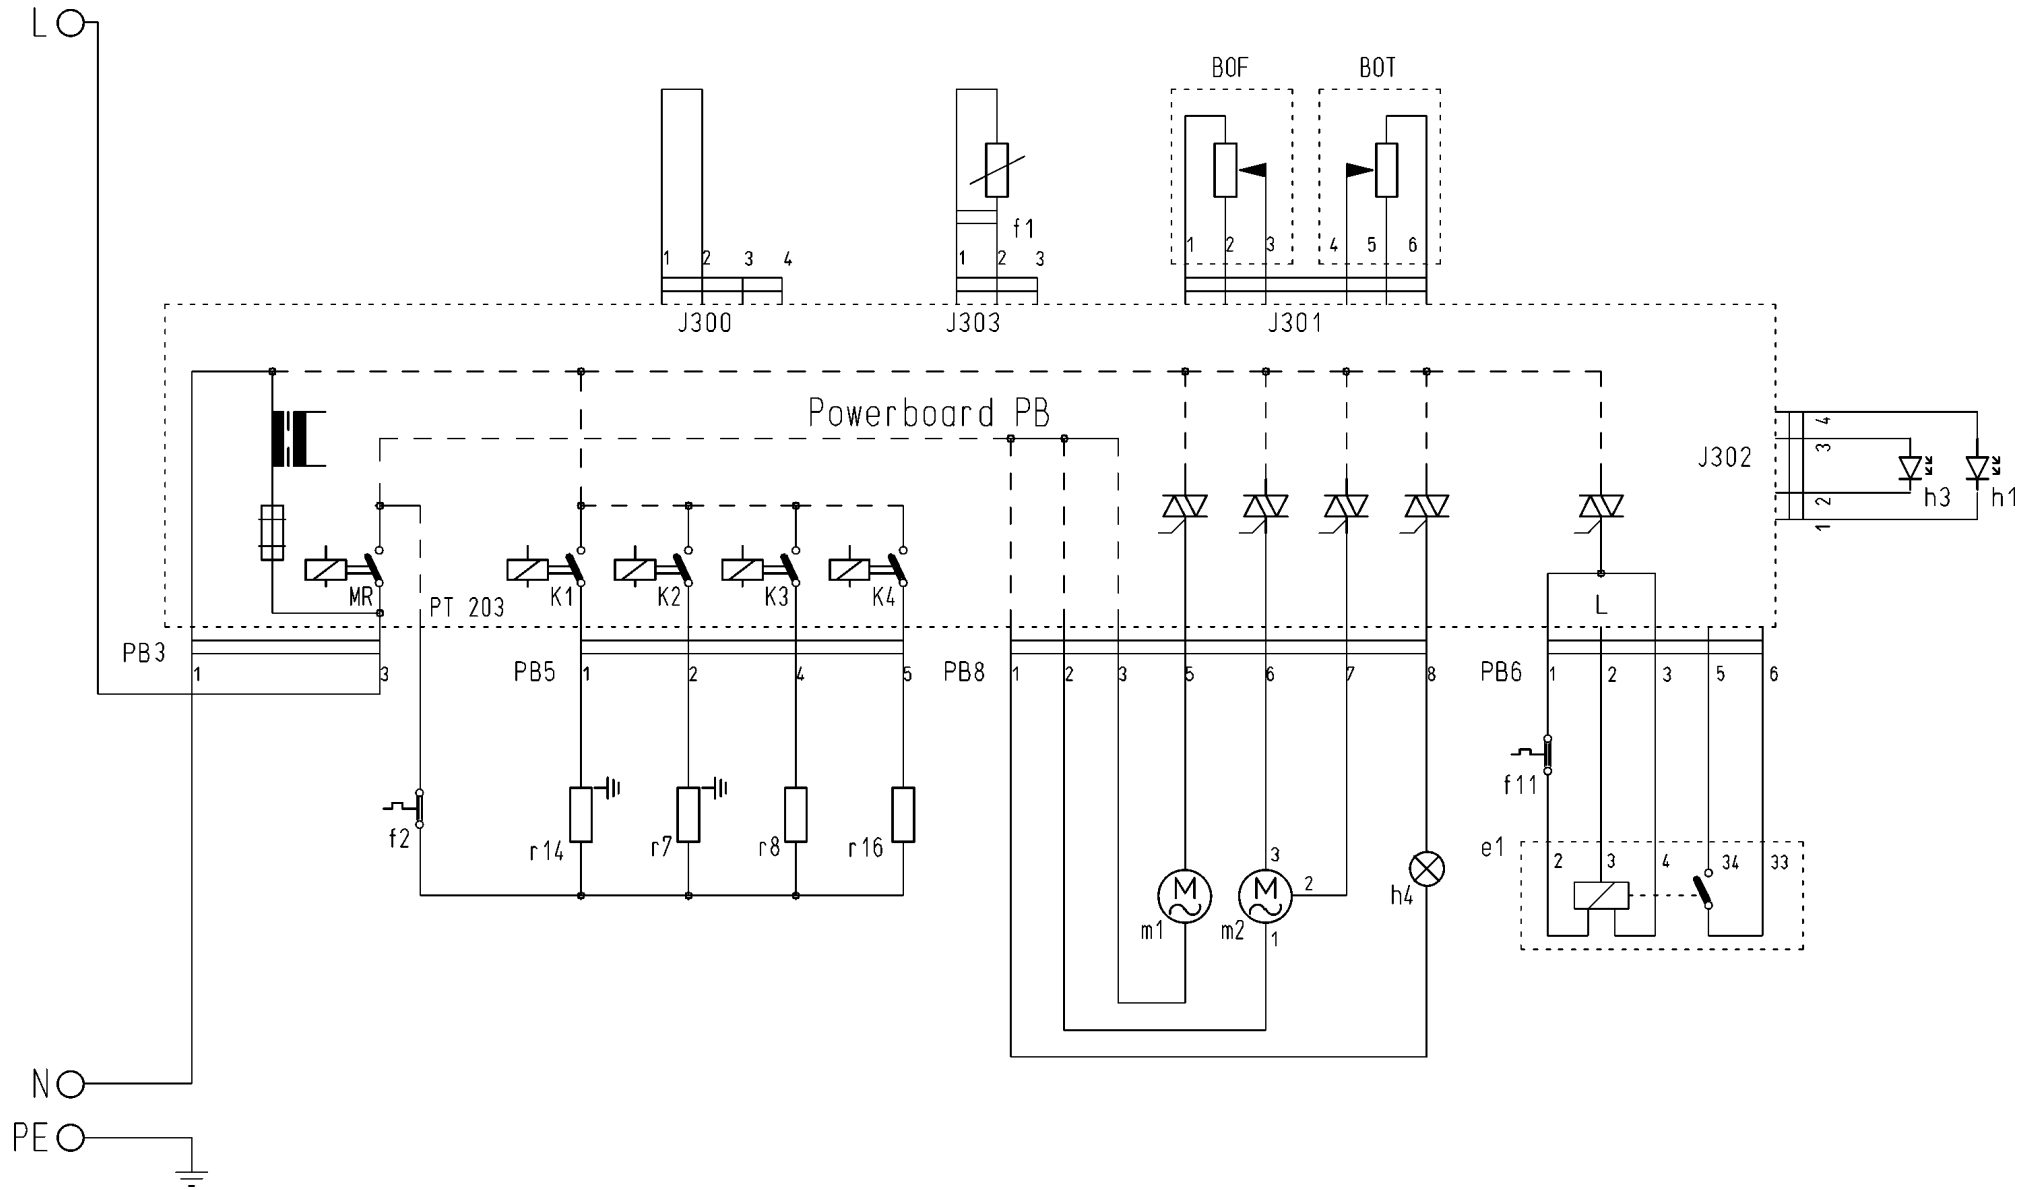 L
BOF BOT
1 2 3 4 5 6
1 2 3 4
f1
1 2 3
J300 J303 J301
Powerboard PB
4
3
J302
2
1
h3 h1
MR K1 K2 K3 K4
PT 203
L
PB3 1 3
PB5 1 2 4 5
PB8 1 2 3 5 6 7 8
PB6 1 2 3 5 6
f11
f2 r14 r7 r8 r16
e1 2 3 4 34 33
3
M M 2
h4
m1 m2 1
N
PE